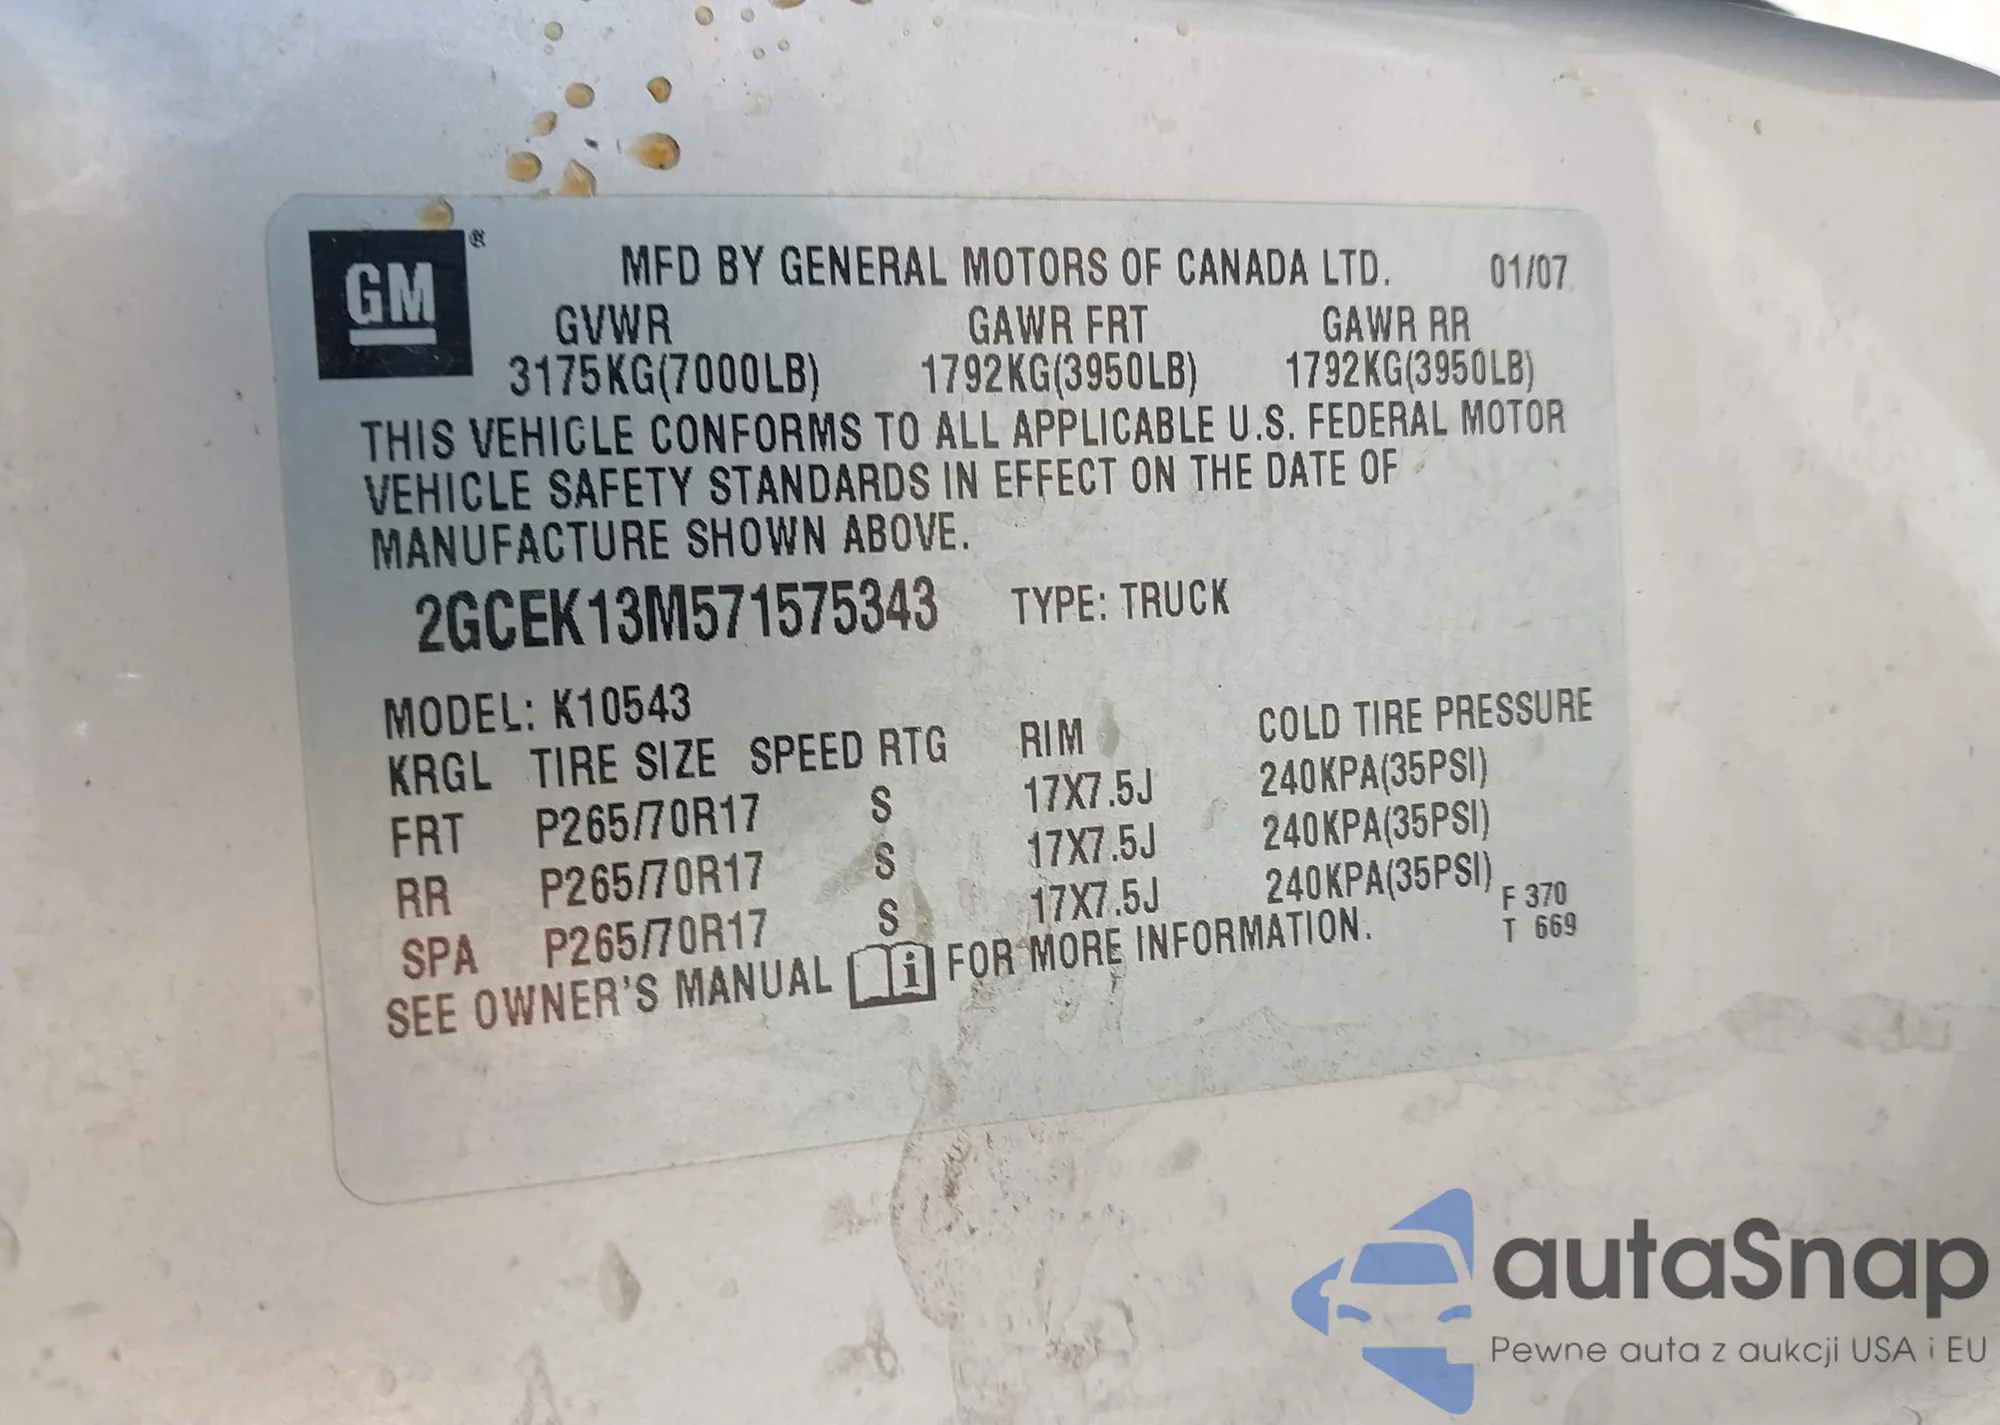 GM ®
MFD BY GENERAL MOTORS OF CANADA LTD. 01/07
GVWR GAWR FRT GAWR RR
3175KG(7000LB) 1792KG(3950LB) 1792KG(3950LB)
THIS VEHICLE CONFORMS TO ALL APPLICABLE U.S. FEDERAL MOTOR
VEHICLE SAFETY STANDARDS IN EFFECT ON THE DATE OF
MANUFACTURE SHOWN ABOVE.
2GCEK13M571575343 TYPE: TRUCK
MODEL: K10543
KRGL TIRE SIZE SPEED RTG RIM COLD TIRE PRESSURE
FRT P265/70R17 S 17X7.5J 240KPA(35PSI)
RR P265/70R17 S 17X7.5J 240KPA(35PSI)
SPA P265/70R17 S 17X7.5J 240KPA(35PSI)
SEE OWNER'S MANUAL i FOR MORE INFORMATION.
F 370
T 669
autaSnap
Pewne auta z aukcji USA i EU